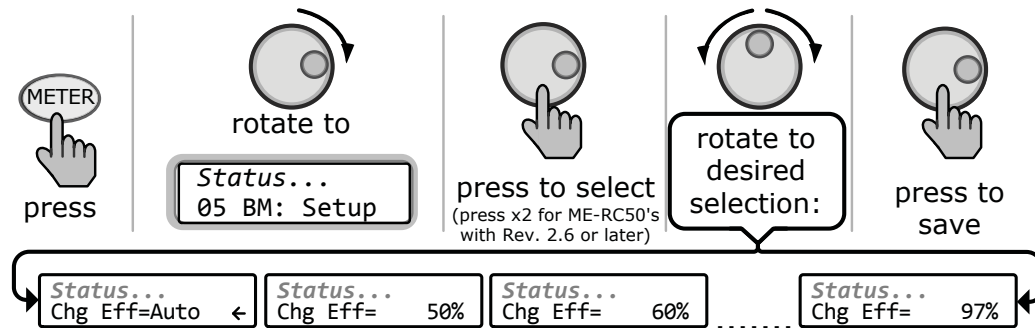 METER
press
rotate to
Status...
05 BM: Setup
press to select
(press x2 for ME-RC50's
with Rev. 2.6 or later)
rotate to
desired
selection:
press to
save
Status...
Chg Eff=Auto ←
Status...
Chg Eff= 50%
Status...
Chg Eff= 60%
........
Status...
Chg Eff= 97%